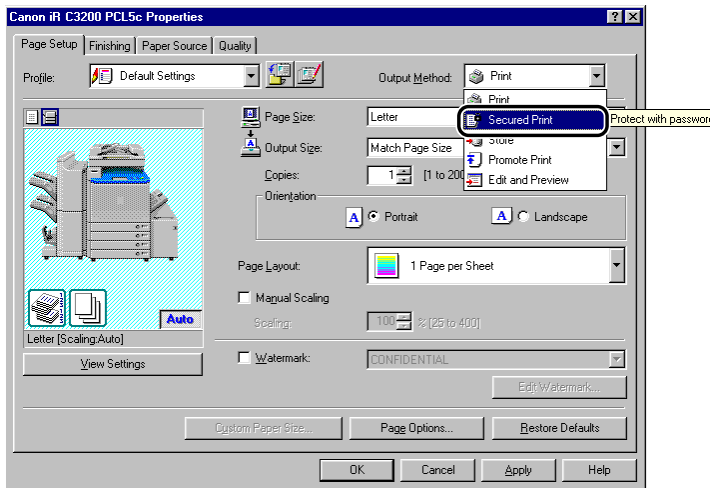 Canon iR C3200 PCL5c Properties
Page Setup Finishing Paper Source Quality
Profile: Default Settings Output Method: Print
Print
Page Size: Letter Secured Print Protect with password
Store
Output Size: Match Page Size
Promote Print
Copies: 1 [1 to 200
Edit and Preview
Orientation
A Portrait A Landscape
Page Layout: 1 Page per Sheet
Manual Scaling
Auto
Scaling: 100 % [25 to 400]
Letter [Scaling:Auto]
View Settings
Watermark: CONFIDENTIAL
Edit Watermark...
Custom Paper Size... Page Options... Restore Defaults
OK Cancel Apply Help